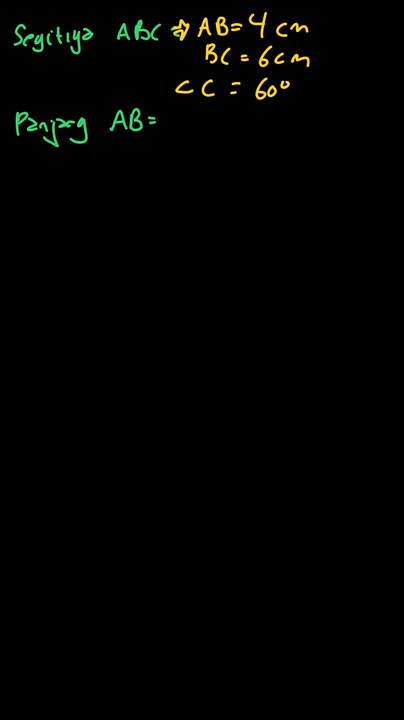 Segitiga ABC ⇒ AB = 4 cm
BC = 6 cm
∠C = 60°
Panjang AB =